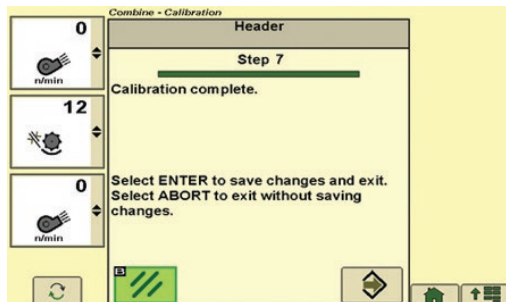 Combine - Calibration
0
n/min
12
0
n/min
Header
Step 7
Calibration complete.
Select ENTER to save changes and exit.
Select ABORT to exit without saving
changes.
B